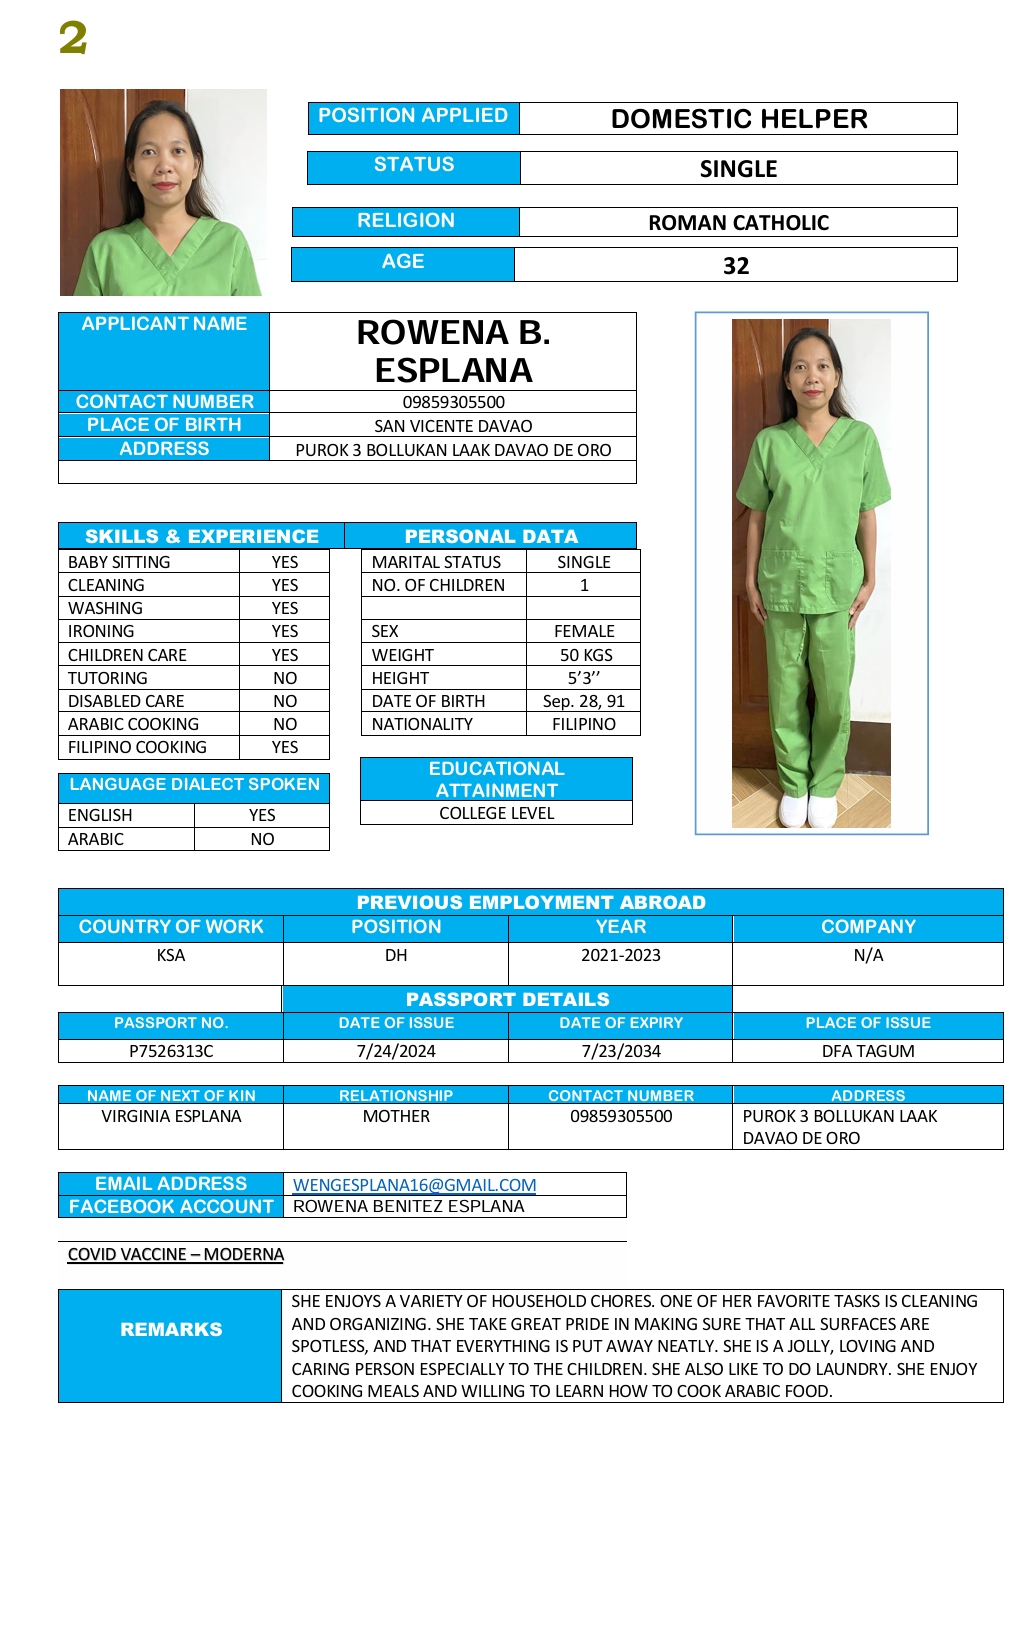 2
POSITION APPLIED DOMESTIC HELPER
STATUS SINGLE
RELIGION ROMAN CATHOLIC
AGE 32
APPLICANT NAME ROWENA B.
ESPLANA
CONTACT NUMBER 09859305500
PLACE OF BIRTH SAN VICENTE DAVAO
ADDRESS PUROK 3 BOLLUKAN LAAK DAVAO DE ORO
SKILLS & EXPERIENCE PERSONAL DATA
BABY SITTING YES MARITAL STATUS SINGLE
CLEANING YES NO. OF CHILDREN 1
WASHING YES
IRONING YES SEX FEMALE
CHILDREN CARE YES WEIGHT 50 KGS
TUTORING NO HEIGHT 5’3’’
DISABLED CARE NO DATE OF BIRTH Sep. 28, 91
ARABIC COOKING NO NATIONALITY FILIPINO
FILIPINO COOKING YES
LANGUAGE DIALECT SPOKEN
ENGLISH YES
ARABIC NO
EDUCATIONAL
ATTAINMENT
COLLEGE LEVEL
PREVIOUS EMPLOYMENT ABROAD
COUNTRY OF WORK POSITION YEAR COMPANY
KSA DH 2021-2023 N/A
PASSPORT DETAILS
PASSPORT NO. DATE OF ISSUE DATE OF EXPIRY PLACE OF ISSUE
P7526313C 7/24/2024 7/23/2034 DFA TAGUM
NAME OF NEXT OF KIN RELATIONSHIP CONTACT NUMBER ADDRESS
VIRGINIA ESPLANA MOTHER 09859305500 PUROK 3 BOLLUKAN LAAK
DAVAO DE ORO
EMAIL ADDRESS WENGESPLANA16@GMAIL.COM
FACEBOOK ACCOUNT ROWENA BENITEZ ESPLANA
COVID VACCINE – MODERNA
REMARKS
SHE ENJOYS A VARIETY OF HOUSEHOLD CHORES. ONE OF HER FAVORITE TASKS IS CLEANING
AND ORGANIZING. SHE TAKE GREAT PRIDE IN MAKING SURE THAT ALL SURFACES ARE
SPOTLESS, AND THAT EVERYTHING IS PUT AWAY NEATLY. SHE IS A JOLLY, LOVING AND
CARING PERSON ESPECIALLY TO THE CHILDREN. SHE ALSO LIKE TO DO LAUNDRY. SHE ENJOY
COOKING MEALS AND WILLING TO LEARN HOW TO COOK ARABIC FOOD.